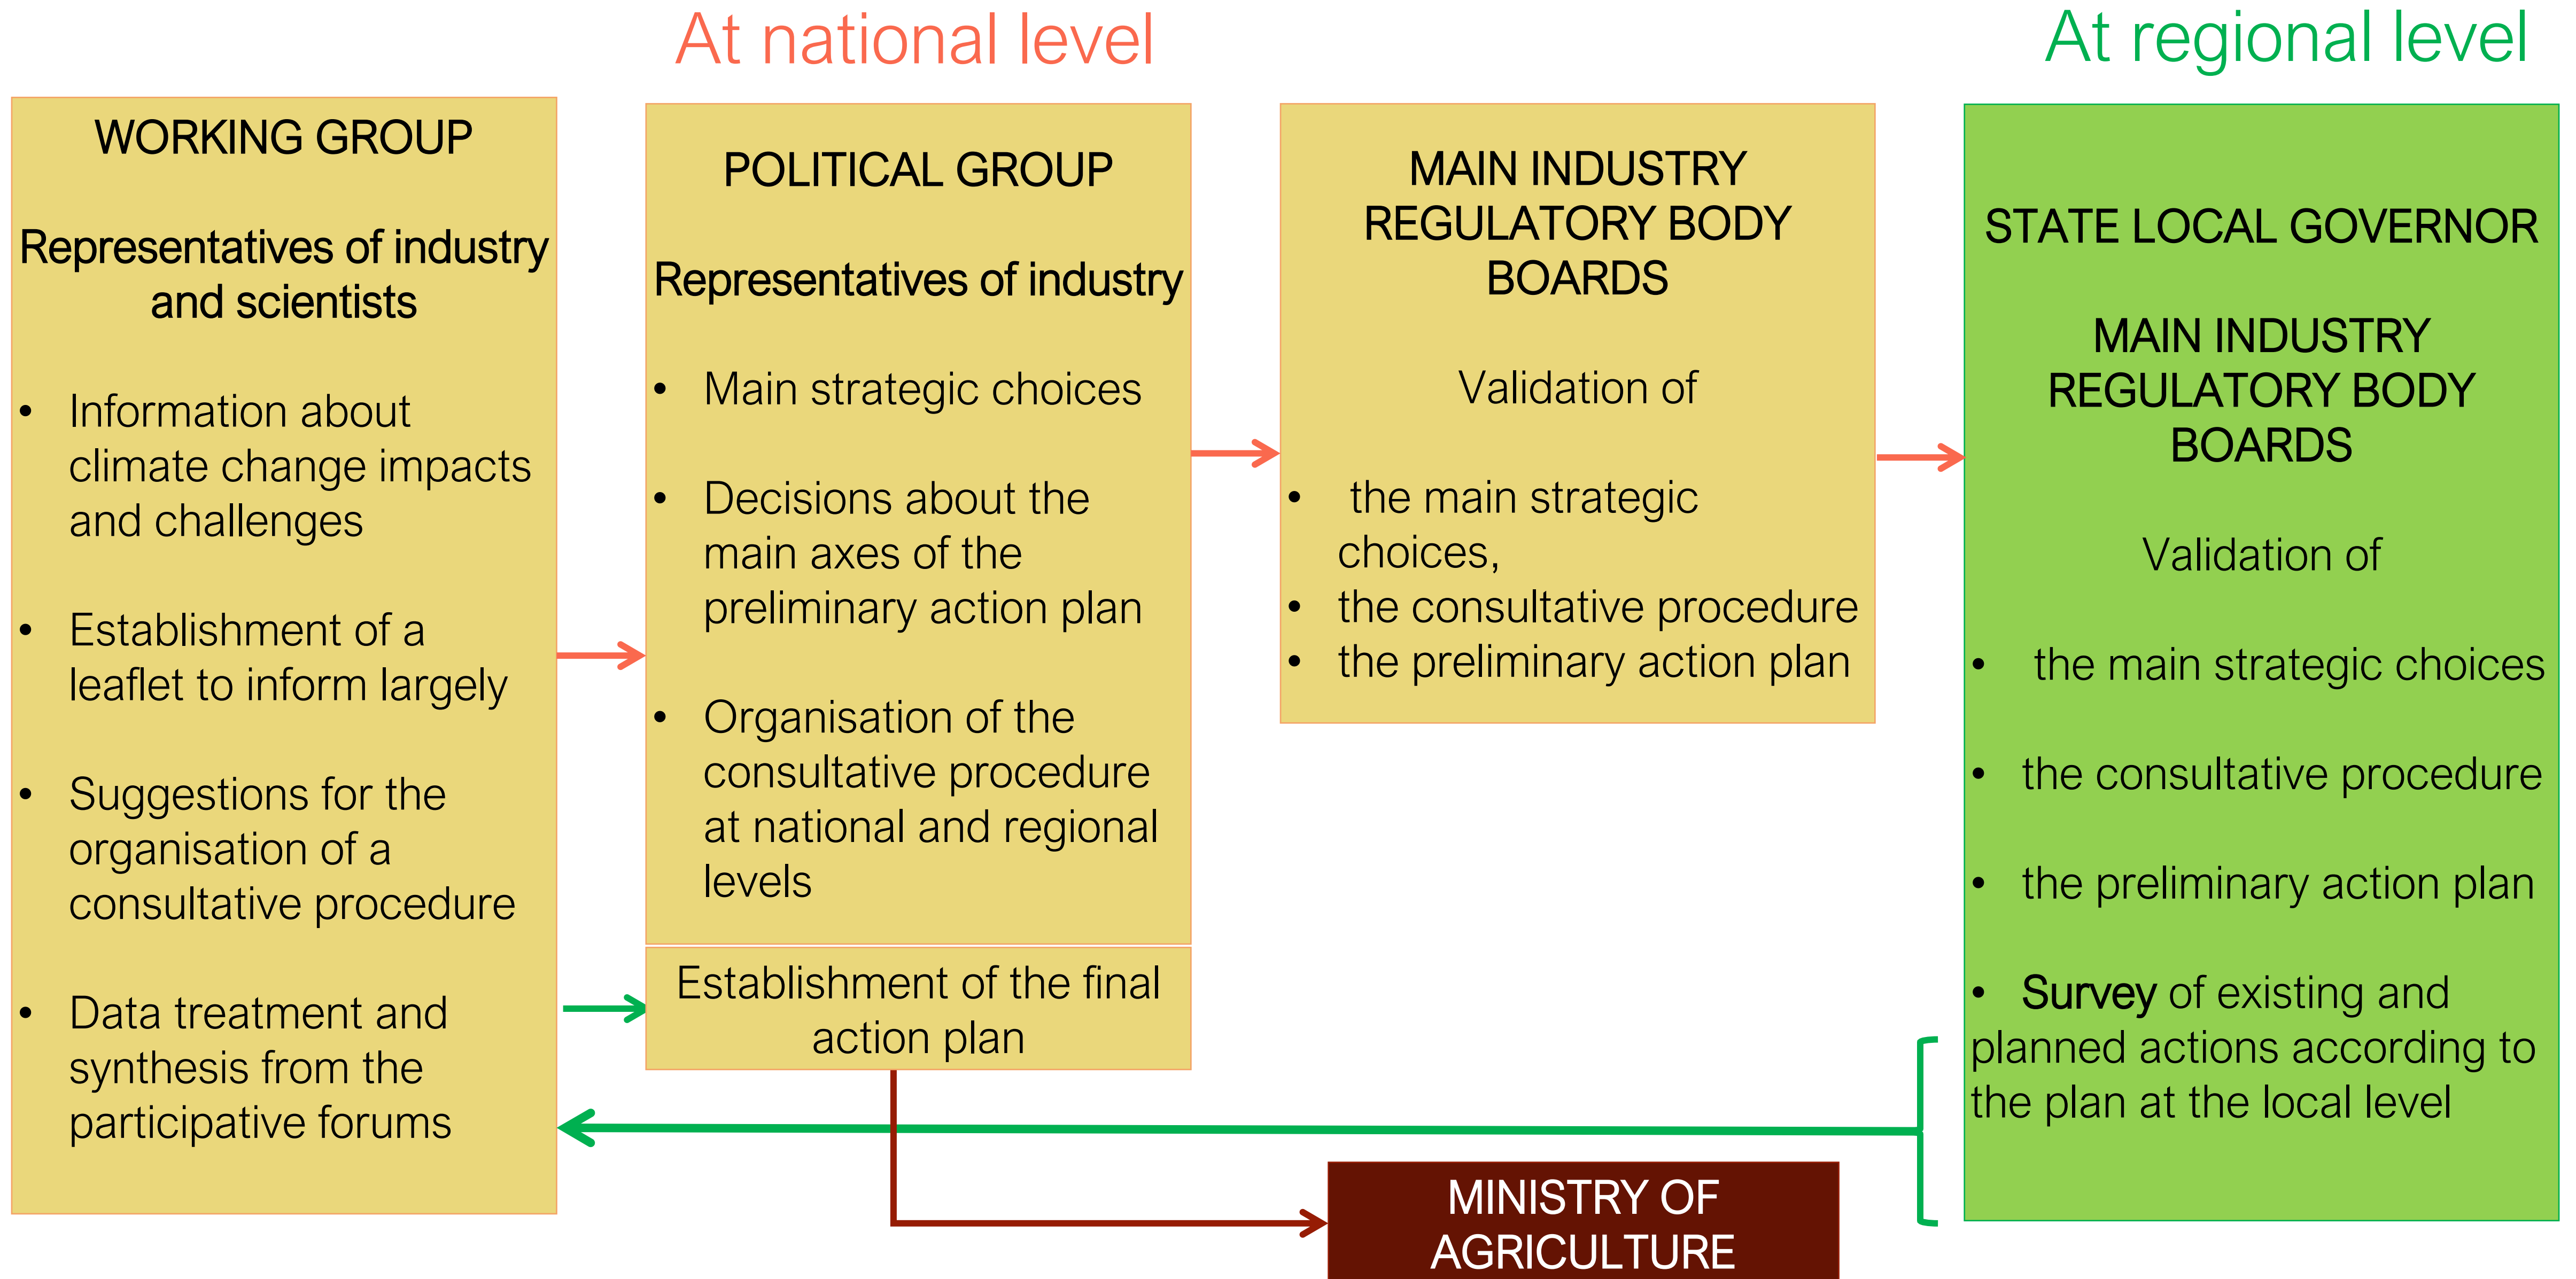 At national level
At regional level
WORKING GROUP
Representatives of industry
and scientists
• Information about
climate change impacts
and challenges
• Establishment of a
leaflet to inform largely
• Suggestions for the
organisation of a
consultative procedure
• Data treatment and
synthesis from the
participative forums
POLITICAL GROUP
Representatives of industry
• Main strategic choices
• Decisions about the
main axes of the
preliminary action plan
• Organisation of the
consultative procedure
at national and regional
levels
Establishment of the final
action plan
MAIN INDUSTRY
REGULATORY BODY
BOARDS
Validation of
• the main strategic
choices,
• the consultative procedure
• the preliminary action plan
STATE LOCAL GOVERNOR
MAIN INDUSTRY
REGULATORY BODY
BOARDS
Validation of
• the main strategic choices
• the consultative procedure
• the preliminary action plan
• Survey of existing and
planned actions according to
the plan at the local level
MINISTRY OF
AGRICULTURE